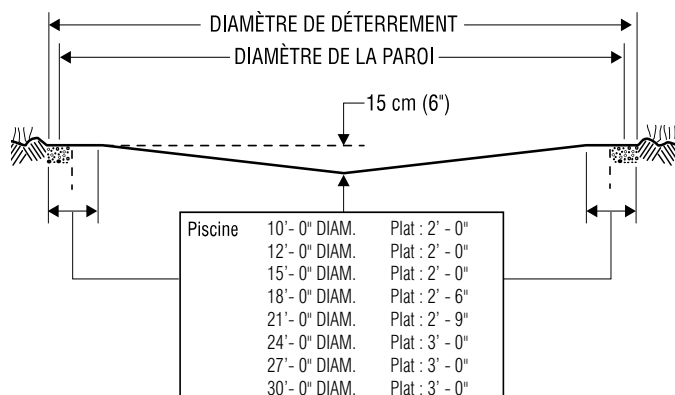 DIAMÈTRE DE DÉTERREMENT
DIAMÈTRE DE LA PAROI
15 cm (6")
Piscine 10'- 0" DIAM. Plat : 2' - 0"
12'- 0" DIAM. Plat : 2' - 0"
15'- 0" DIAM. Plat : 2' - 0"
18'- 0" DIAM. Plat : 2' - 6"
21'- 0" DIAM. Plat : 2' - 9"
24'- 0" DIAM. Plat : 3' - 0"
27'- 0" DIAM. Plat : 3' - 0"
30'- 0" DIAM. Plat : 3' - 0"